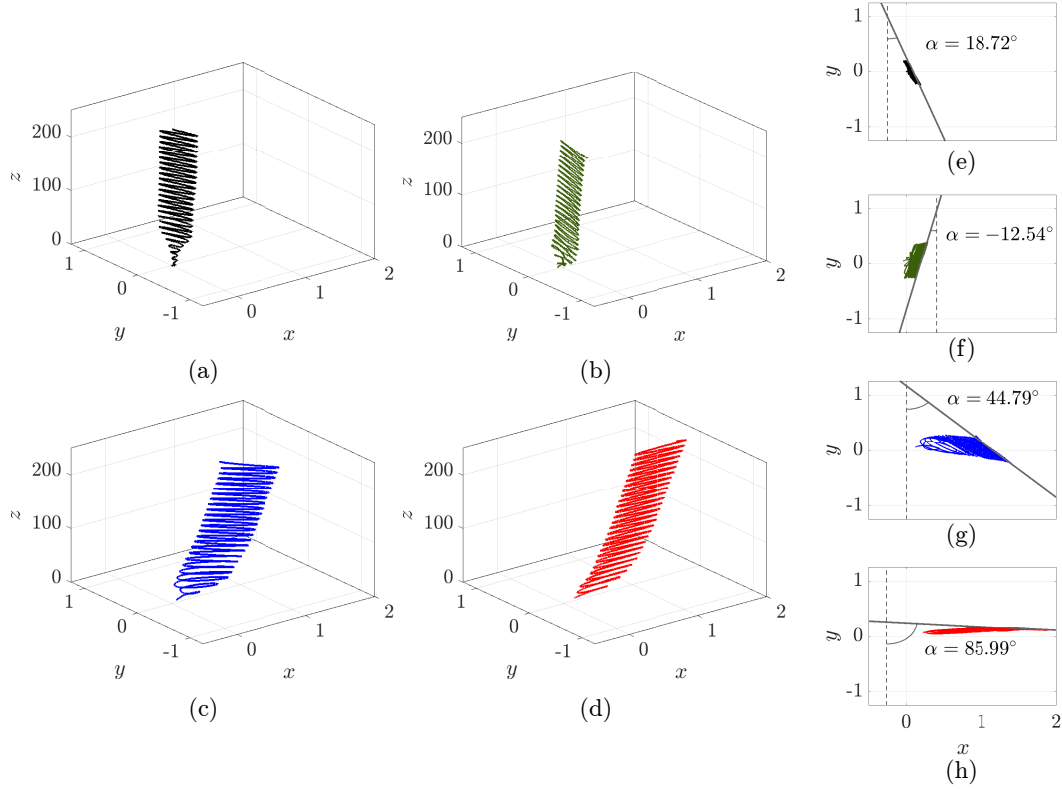 200
100
0
z
1
0
-1
y
0
1
2
x
(a)
200
100
0
z
1
0
-1
y
0
1
2
x
(b)
200
100
0
z
1
0
-1
y
0
1
2
x
(c)
200
100
0
z
1
0
-1
y
0
1
2
x
(d)
1
0
-1
y
α = 18.72°
(e)
1
0
-1
y
α = −12.54°
(f)
1
0
-1
y
α = 44.79°
(g)
1
0
-1
y
α = 85.99°
0
1
2
x
(h)